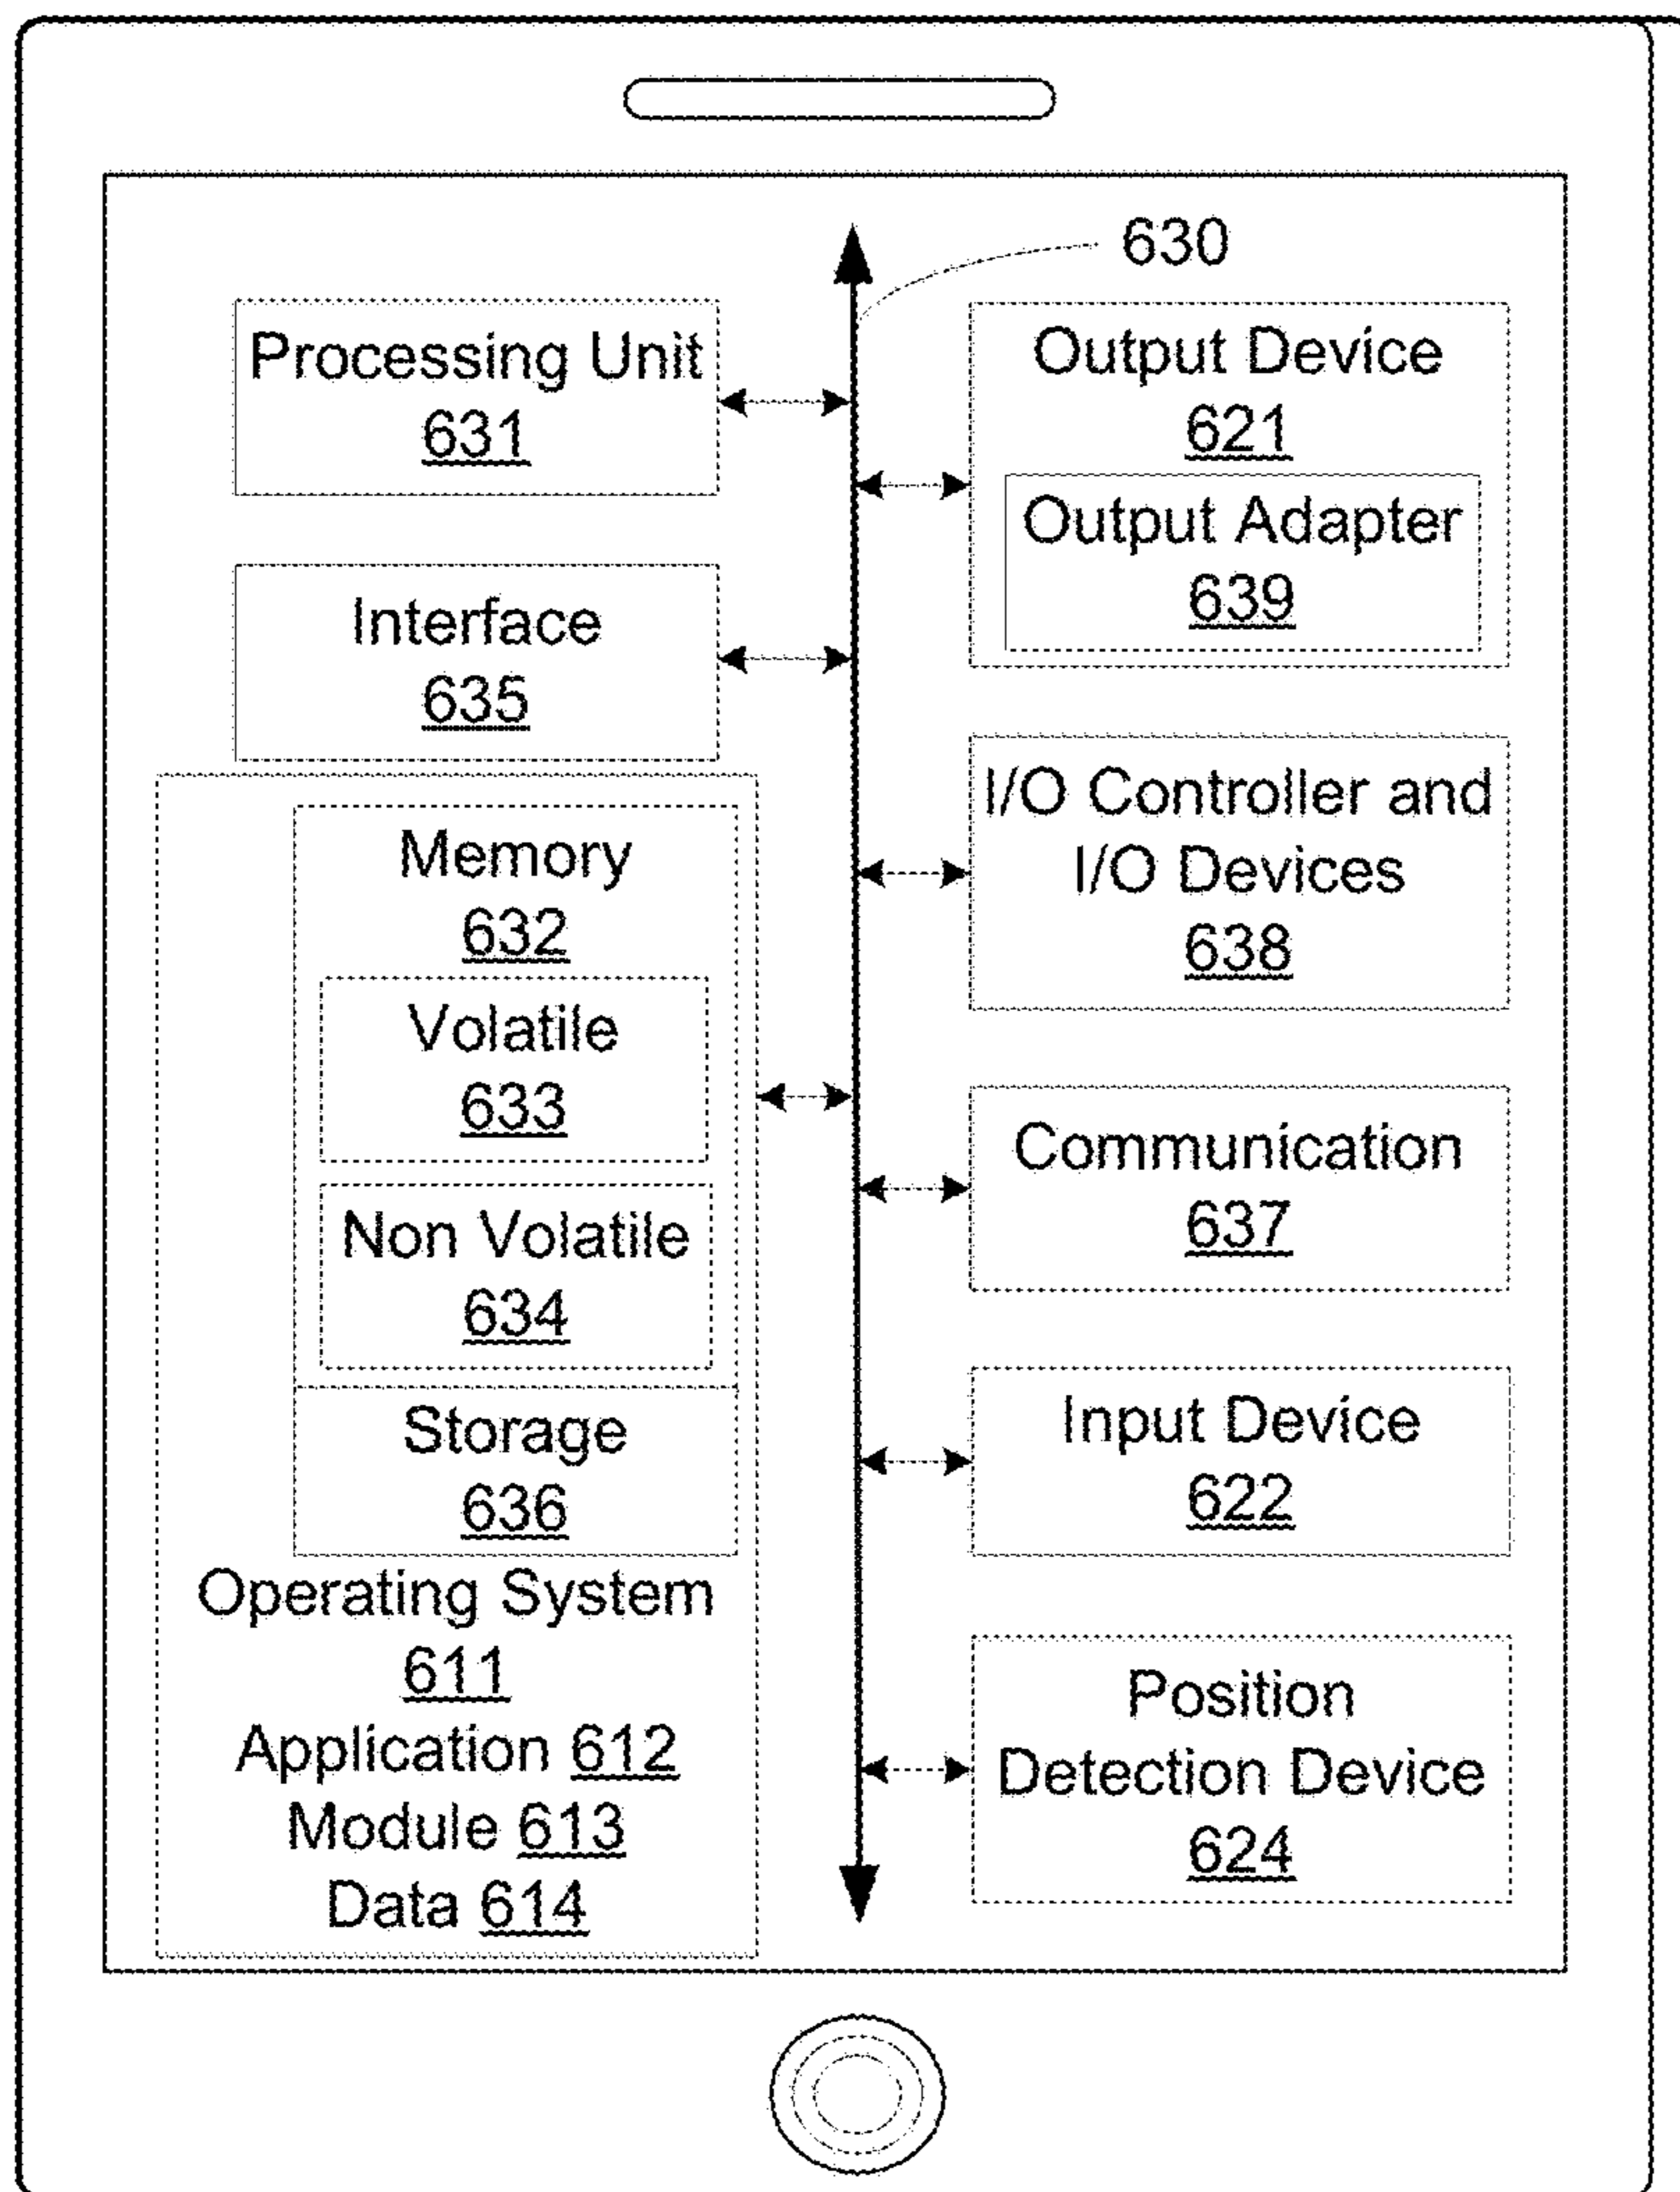 630
Processing Unit
631
Interface
635
Memory
632
Volatile
633
Non Volatile
634
Storage
636
Operating System
611
Application 612
Module 613
Data 614
Output Device
621
Output Adapter
639
I/O Controller and
I/O Devices
638
Communication
637
Input Device
622
Position
Detection Device
624